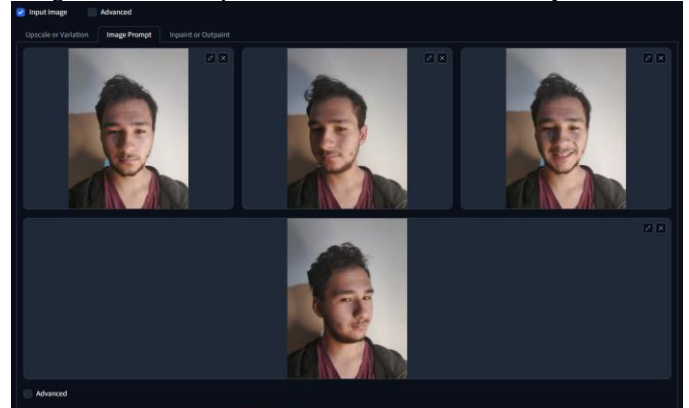 Input Image Advanced
Upscale or Variation Image Prompt Inpaint or Outpaint
Advanced